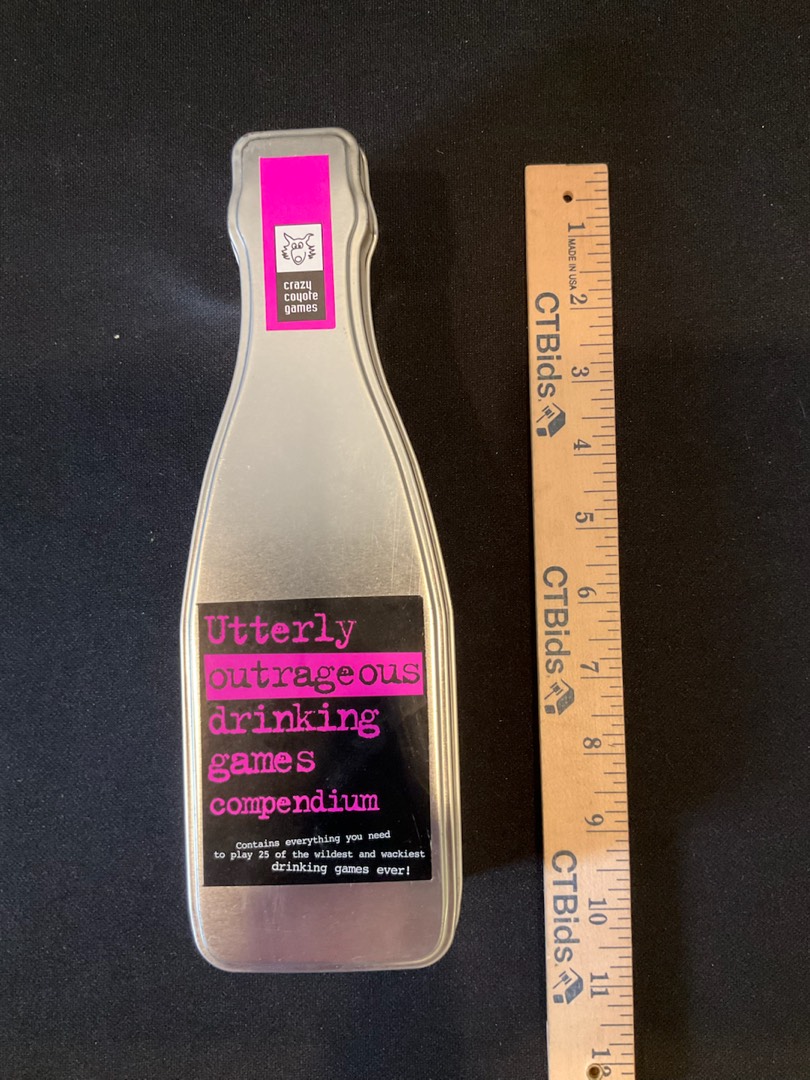 crazy
coyote
games
Utterly
outrageous
drinking
games
compendium
Contains everything you need
to play 25 of the wildest and wackiest
drinking games ever!
1
MADE IN USA
2
CTBids.
3
4
5
6
CTBids.
7
8
9
10
CTBids.
11
12